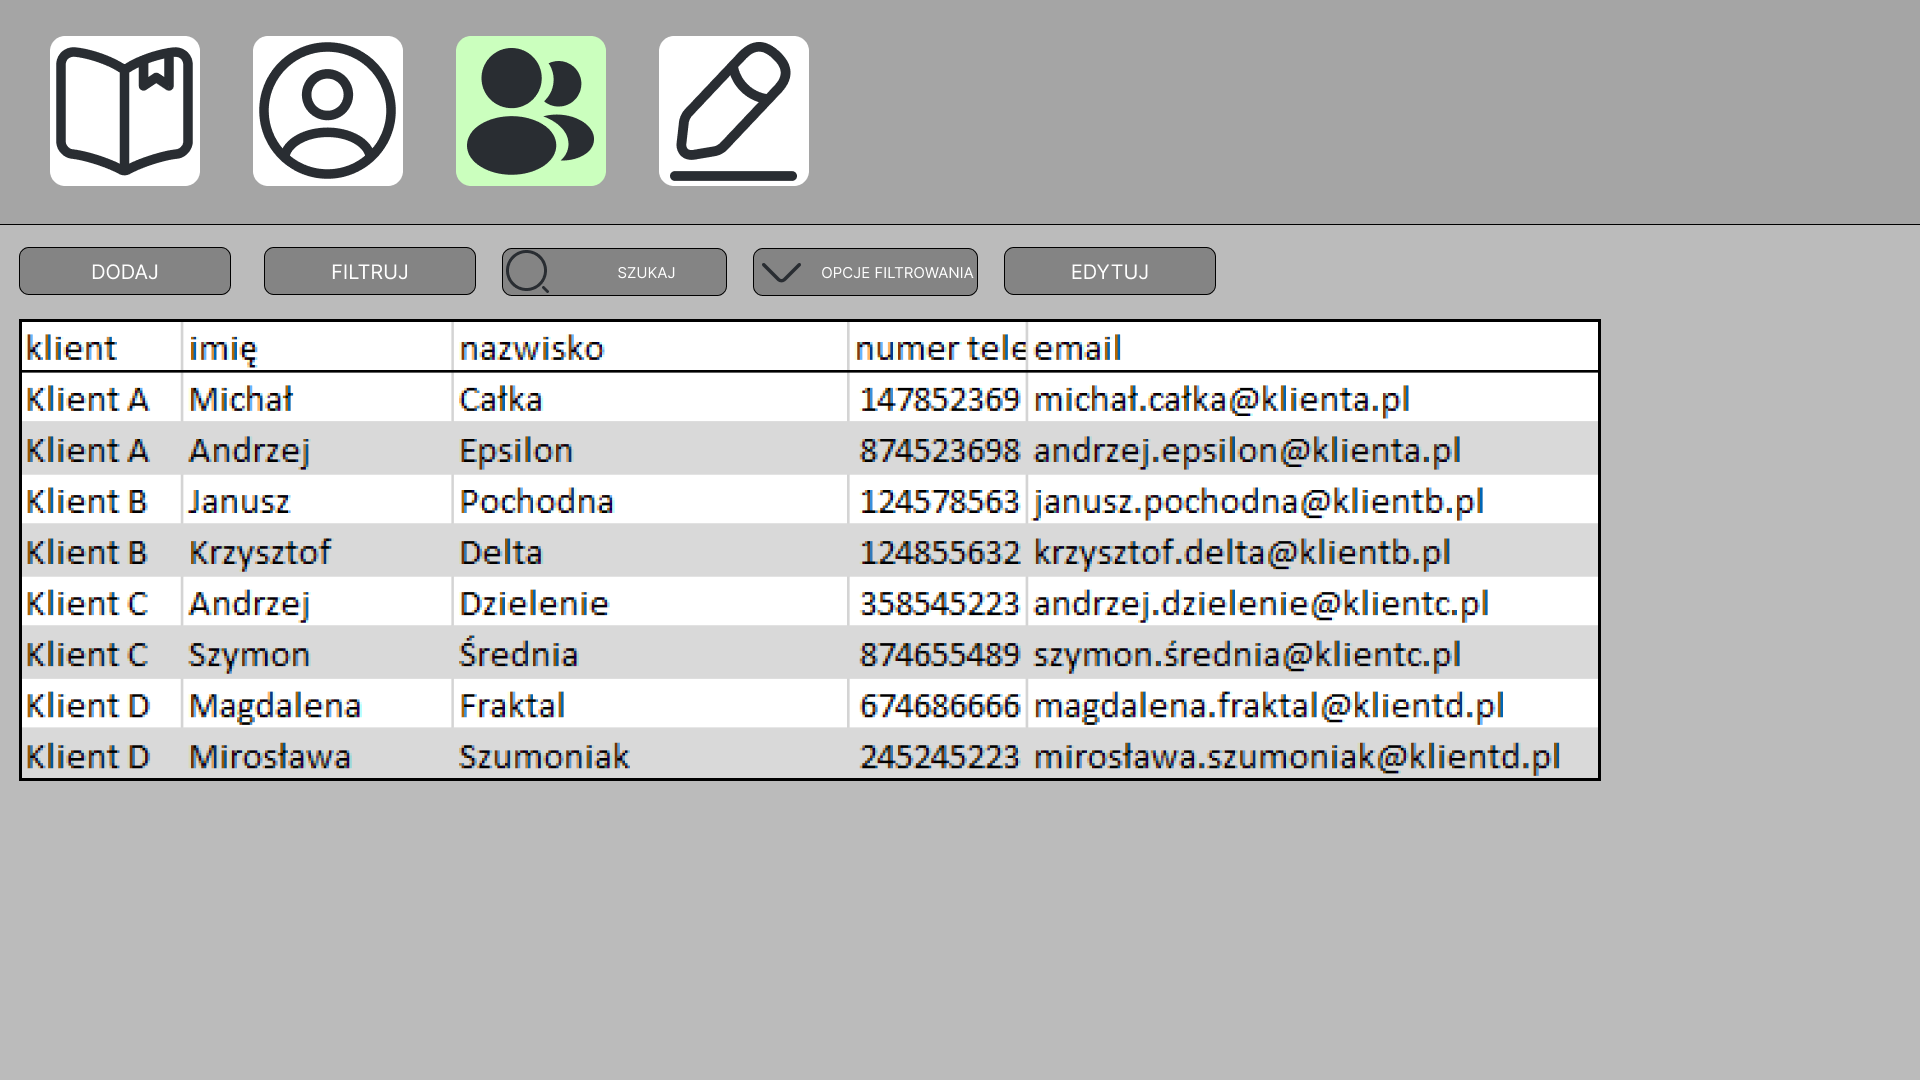 DODAJ FILTRUJ SZUKAJ OPCJE FILTROWANIA EDYTUJ
klient imię nazwisko numer tele email
Klient A Michał Całka 147852369 michał.całka@klienta.pl
Klient A Andrzej Epsilon 874523698 andrzej.epsilon@klienta.pl
Klient B Janusz Pochodna 124578563 janusz.pochodna@klientb.pl
Klient B Krzysztof Delta 124855632 krzysztof.delta@klientb.pl
Klient C Andrzej Dzielenie 358545223 andrzej.dzielenie@klientc.pl
Klient C Szymon Średnia 874655489 szymon.średnia@klientc.pl
Klient D Magdalena Fraktal 674686666 magdalena.fraktal@klientd.pl
Klient D Mirosława Szumoniak 245245223 mirosława.szumoniak@klientd.pl